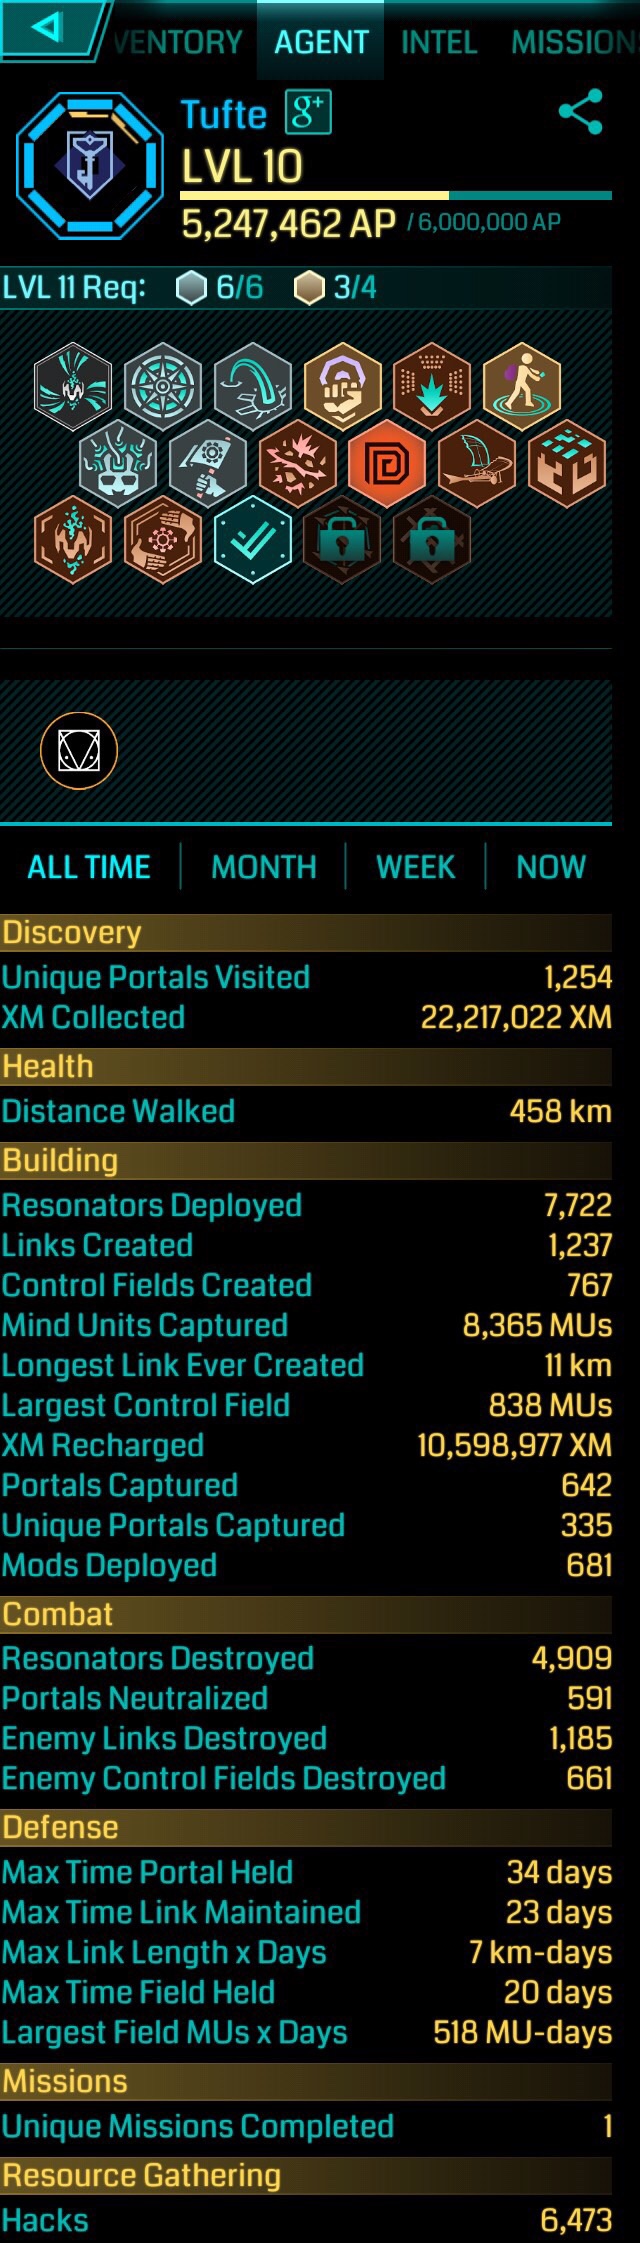 VENTORY AGENT INTEL MISSION
Tufte g+
LVL 10
5,247,462 AP / 6,000,000 AP
LVL 11 Req: 6/6 3/4
ALL TIME MONTH WEEK NOW
Discovery
Unique Portals Visited 1,254
XM Collected 22,217,022 XM
Health
Distance Walked 458 km
Building
Resonators Deployed 7,722
Links Created 1,237
Control Fields Created 767
Mind Units Captured 8,365 MUs
Longest Link Ever Created 11 km
Largest Control Field 838 MUs
XM Recharged 10,598,977 XM
Portals Captured 642
Unique Portals Captured 335
Mods Deployed 681
Combat
Resonators Destroyed 4,909
Portals Neutralized 591
Enemy Links Destroyed 1,185
Enemy Control Fields Destroyed 661
Defense
Max Time Portal Held 34 days
Max Time Link Maintained 23 days
Max Link Length x Days 7 km-days
Max Time Field Held 20 days
Largest Field MUs x Days 518 MU-days
Missions
Unique Missions Completed 1
Resource Gathering
Hacks 6,473